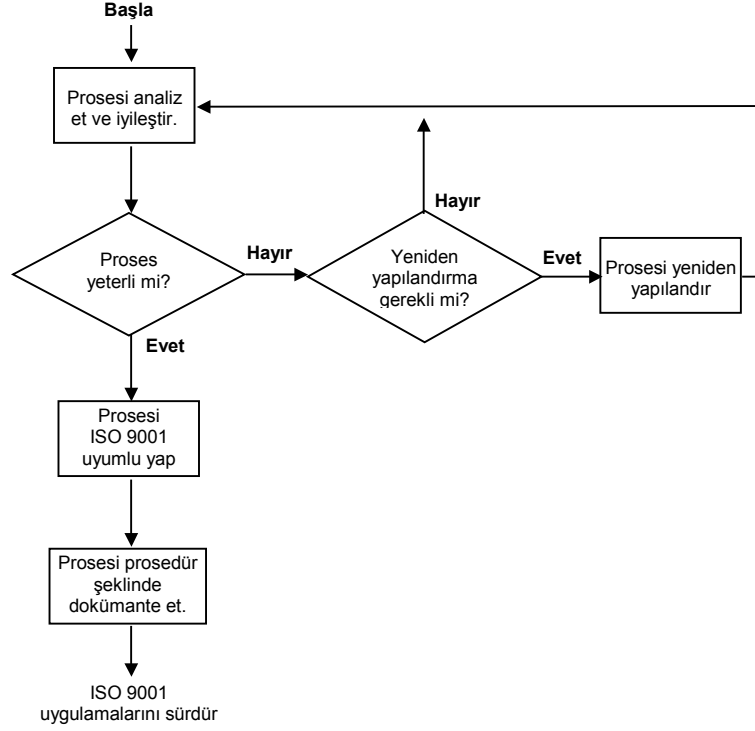 Başla
Prosesi analiz
et ve iyileştir.
Hayır
Proses
yeterli mi?
Hayır
Yeniden
yapılandırma
gerekli mi?
Evet
Prosesi yeniden
yapılandır
Evet
Prosesi
ISO 9001
uyumlu yap
Prosesi prosedür
şeklinde
dokümante et.
ISO 9001
uygulamalarını sürdür